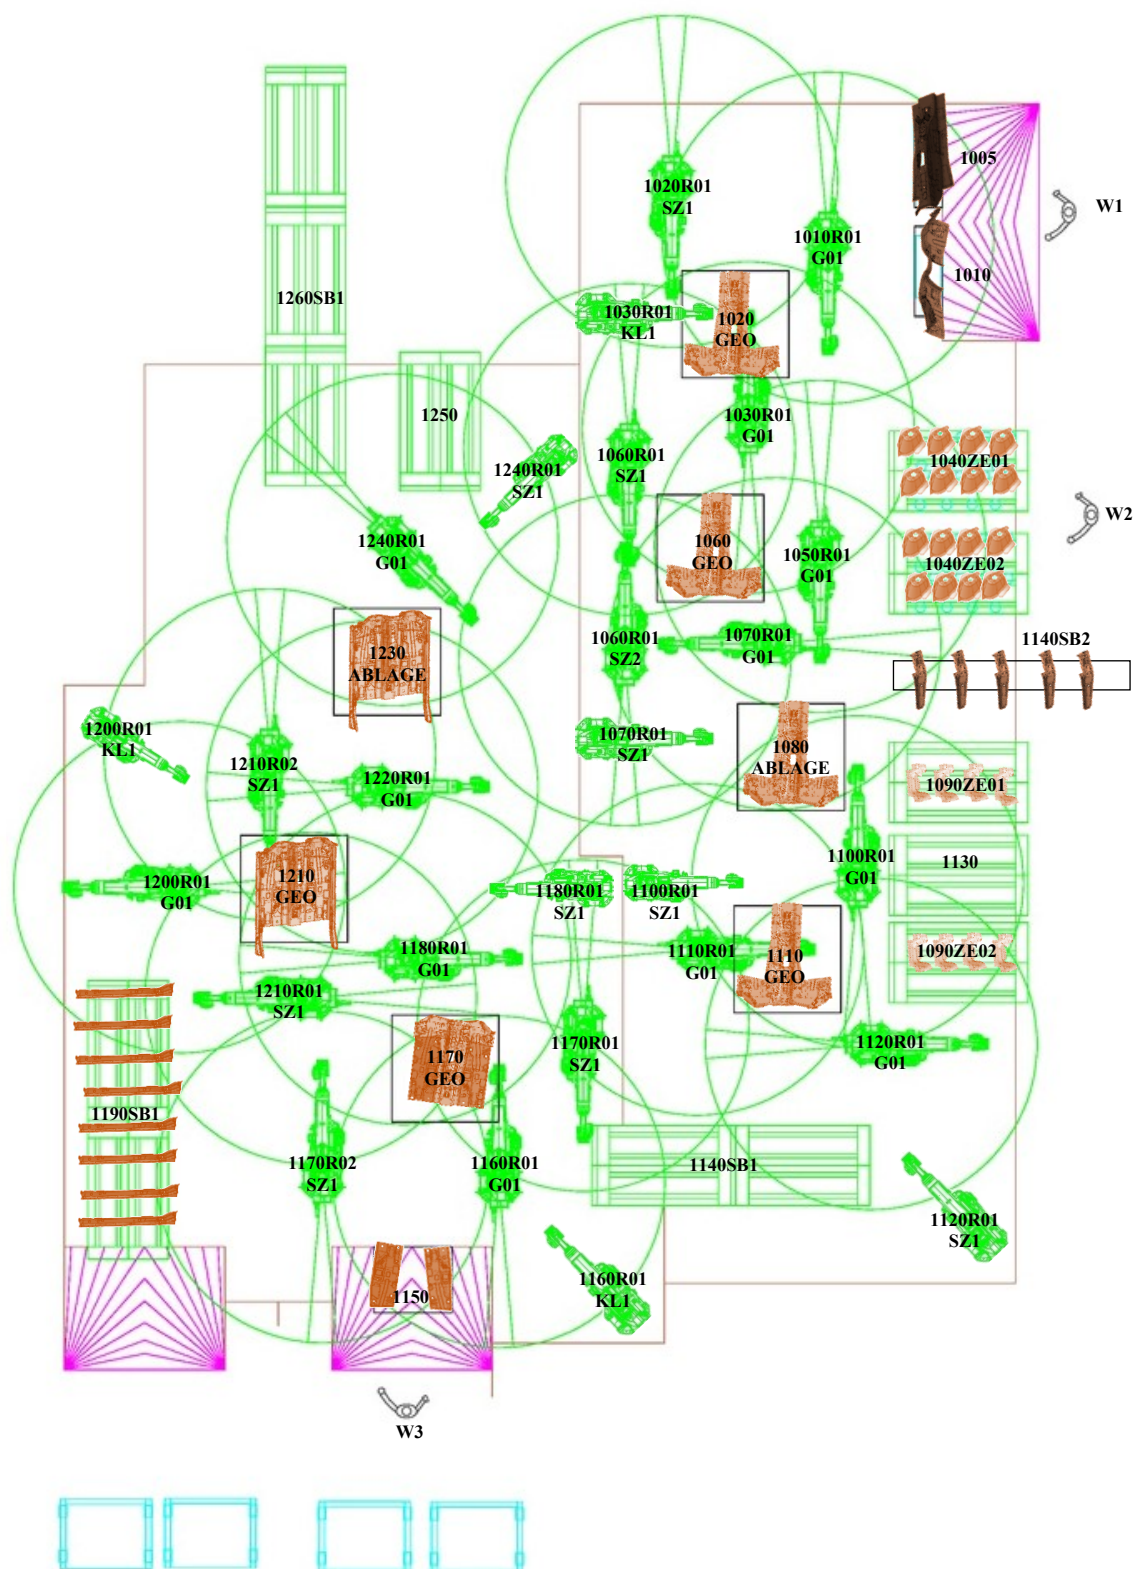 1005
1020R01
SZ1
W1
1010R01
G01
1010
1260SB1
1030R01
KL1
1020
GEO
1250
1030R01
G01
1060R01
SZ1
1040ZE01
1240R01
SZ1
W2
1240R01
G01
1060
GEO
1050R01
G01
1040ZE02
1060R01
SZ2
1070R01
G01
1140SB2
1230
ABLAGE
1200R01
KL1
1070R01
SZ1
1080
ABLAGE
1210R02
SZ1
1220R01
G01
1090ZE01
1100R01
G01
1130
1210
GEO
1200R01
G01
1180R01
SZ1
1100R01
SZ1
1180R01
G01
1110R01
G01
1110
GEO
1090ZE02
1210R01
SZ1
1170
GEO
1170R01
SZ1
1120R01
G01
1190SB1
1170R02
SZ1
1160R01
G01
1140SB1
1120R01
SZ1
1160R01
KL1
1150
W3